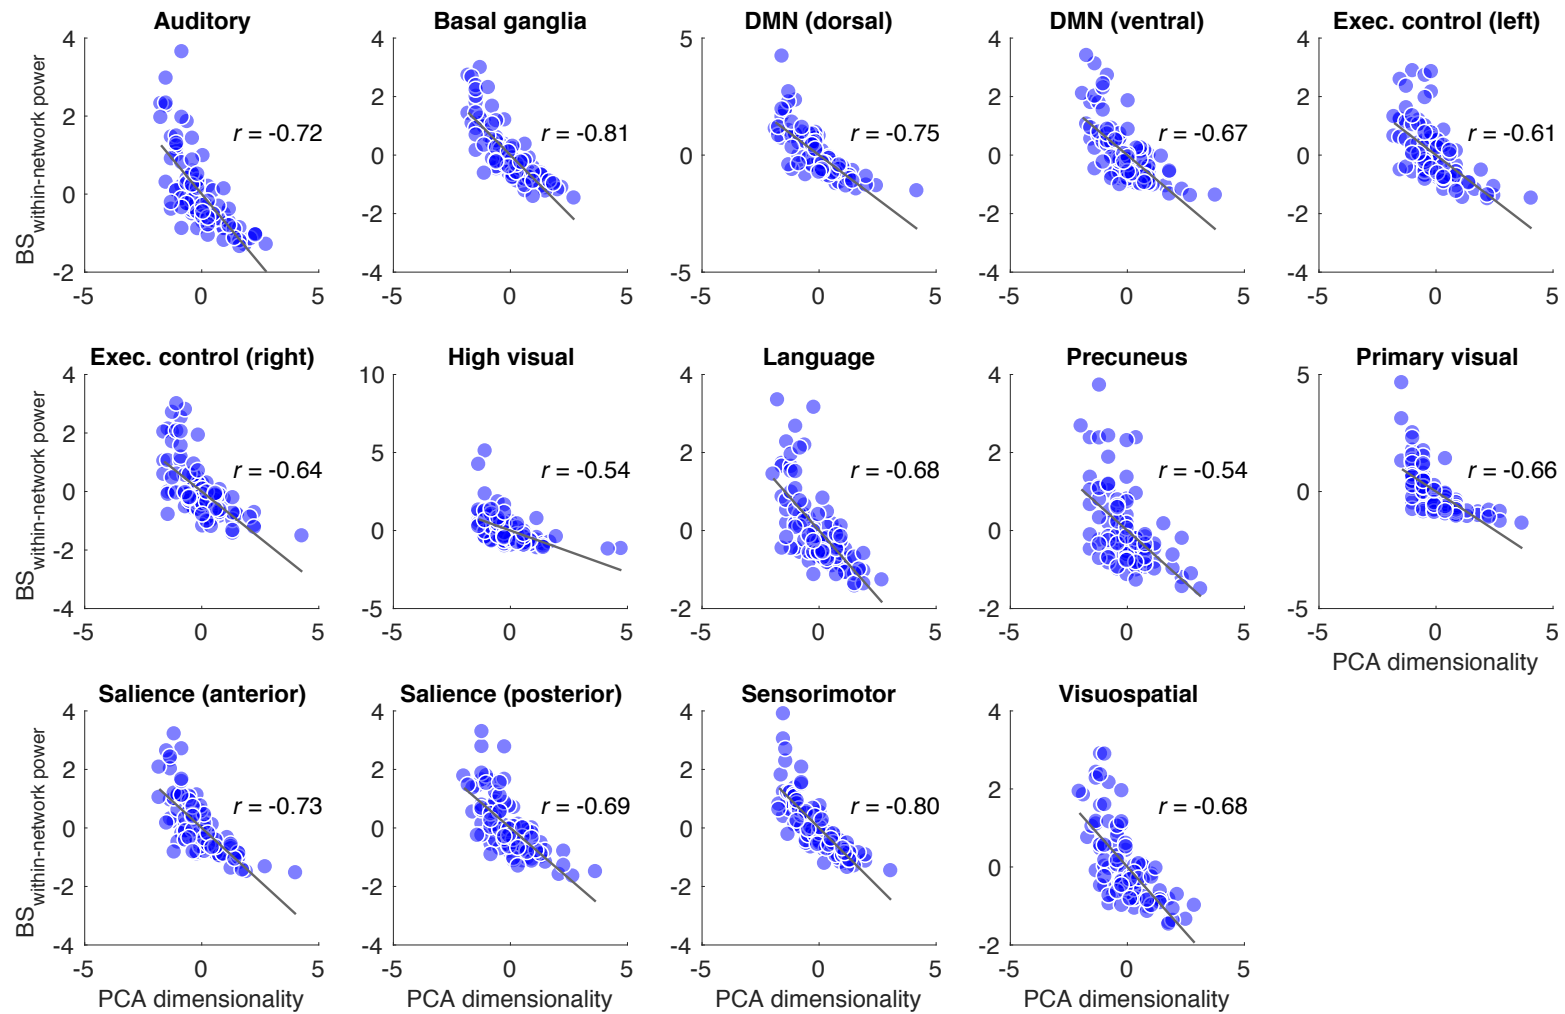 Auditory
Basal ganglia
DMN (dorsal)
DMN (ventral)
Exec. control (left)
4
2
0
-2
-5
0
5
BS within-network power
r = -0.72
4
2
0
-2
-4
-5
0
5
r = -0.81
5
0
-5
-5
0
5
r = -0.75
4
2
0
-2
-4
-5
0
5
r = -0.67
4
2
0
-2
-4
-5
0
5
r = -0.61
Exec. control (right)
High visual
Language
Precuneus
Primary visual
4
2
0
-2
-4
-5
0
5
BS within-network power
r = -0.64
10
5
0
-5
-5
0
5
r = -0.54
4
2
0
-2
-5
0
5
r = -0.68
4
2
0
-2
-5
0
5
r = -0.54
5
0
-5
-5
0
5
r = -0.66
PCA dimensionality
Salience (anterior)
Salience (posterior)
Sensorimotor
Visuospatial
4
2
0
-2
-4
-5
0
5
BS within-network power
r = -0.73
PCA dimensionality
4
2
0
-2
-4
-5
0
5
r = -0.69
PCA dimensionality
4
2
0
-2
-4
-5
0
5
r = -0.80
PCA dimensionality
4
2
0
-2
-5
0
5
r = -0.68
PCA dimensionality